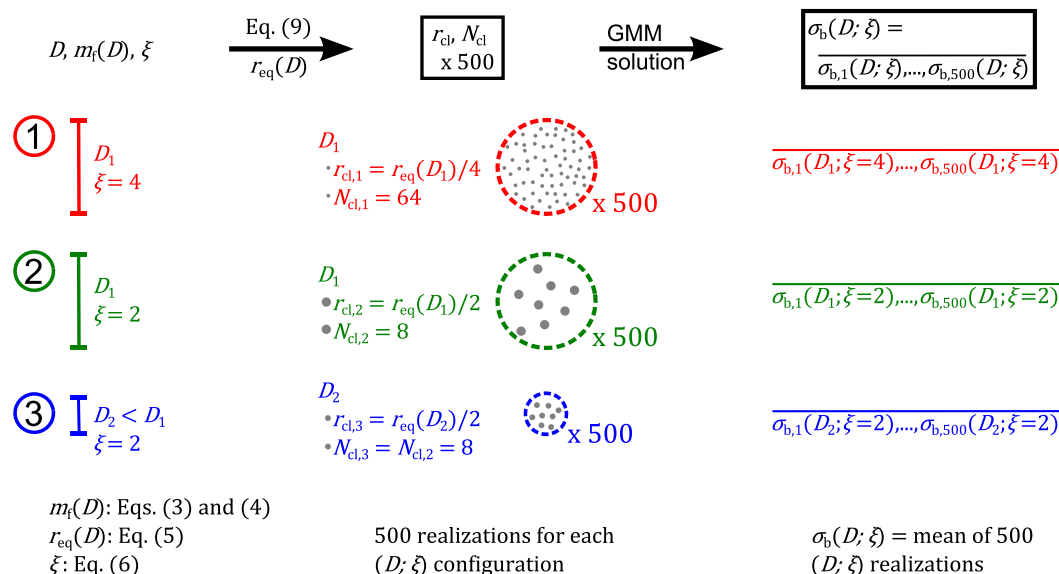 D, m_f(D), ξ
Eq. (9)
r_eq(D)
r_cl, N_cl
x 500
GMM
solution
σ_b(D; ξ) =
σ_b,1(D; ξ),...,σ_b,500(D; ξ)
1
D_1
ξ = 4
D_1
r_cl,1 = r_eq(D_1)/4
N_cl,1 = 64
x 500
σ_b,1(D_1;ξ=4),...,σ_b,500(D_1;ξ=4)
2
D_1
ξ = 2
D_1
r_cl,2 = r_eq(D_1)/2
N_cl,2 = 8
x 500
σ_b,1(D_1;ξ=2),...,σ_b,500(D_1;ξ=2)
3
D_2 < D_1
ξ = 2
D_2
r_cl,3 = r_eq(D_2)/2
N_cl,3 = N_cl,2 = 8
x 500
σ_b,1(D_2;ξ=2),...,σ_b,500(D_2;ξ=2)
m_f(D): Eqs. (3) and (4)
r_eq(D): Eq. (5)
ξ: Eq. (6)
500 realizations for each
(D; ξ) configuration
σ_b(D; ξ) = mean of 500
(D; ξ) realizations